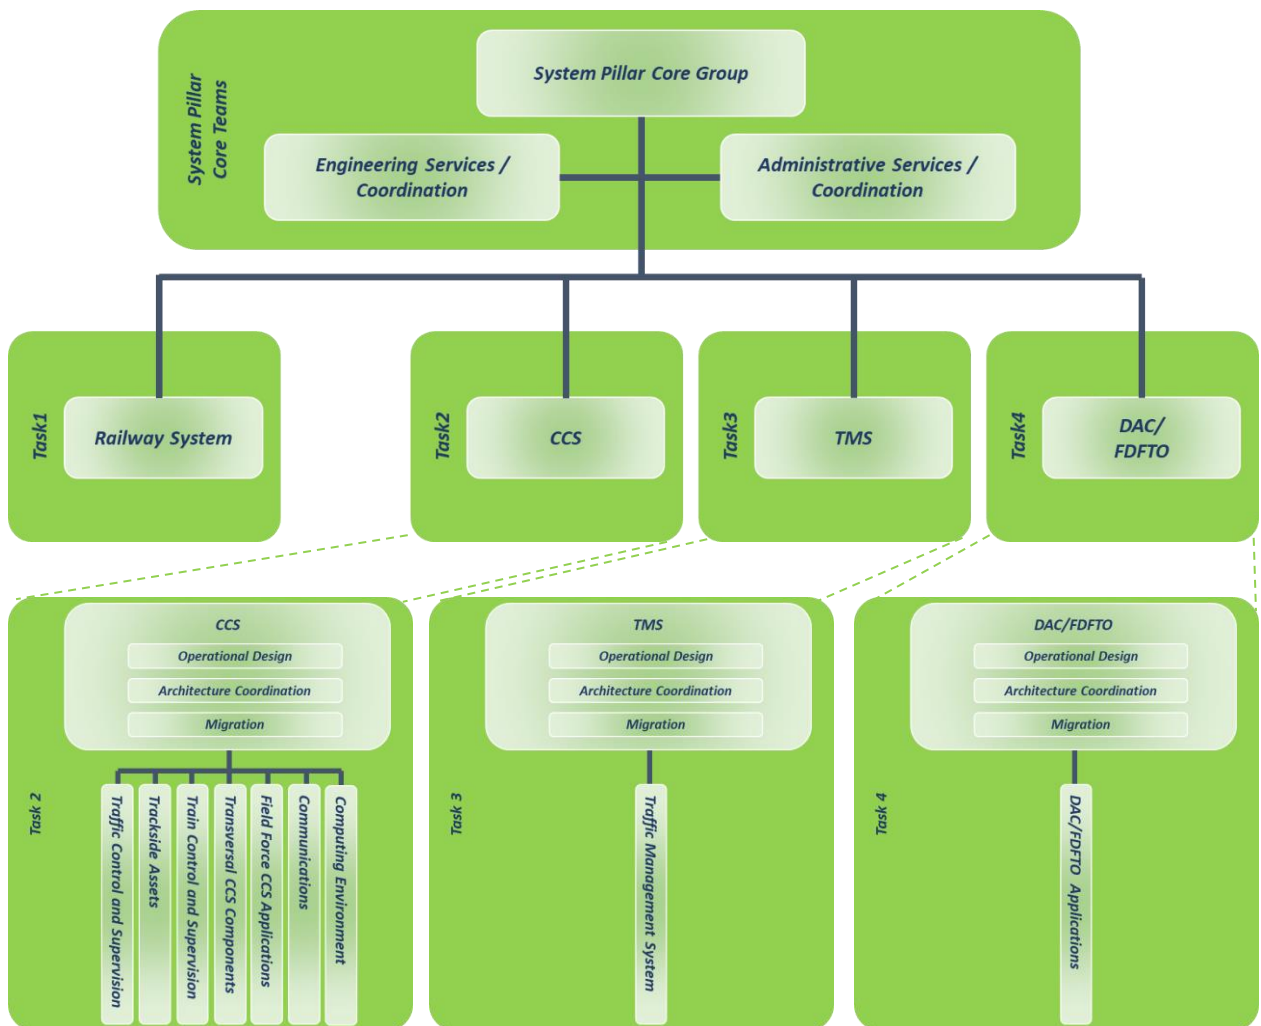 System Pillar
Core Teams
System Pillar Core Group
Engineering Services /
Coordination
Administrative Services /
Coordination
Task1
Railway System
Task2
CCS
Task3
TMS
Task4
DAC/
FDFTO
Task 2
CCS
Operational Design
Architecture Coordination
Migration
Traffic Control and Supervision
Trackside Assets
Train Control and Supervision
Transversal CCS Components
Field Force CCS Applications
Communications
Computing Environment
Task 3
TMS
Operational Design
Architecture Coordination
Migration
Traffic Management System
Task 4
DAC/FDFTO
Operational Design
Architecture Coordination
Migration
DAC/FDFTO Applications